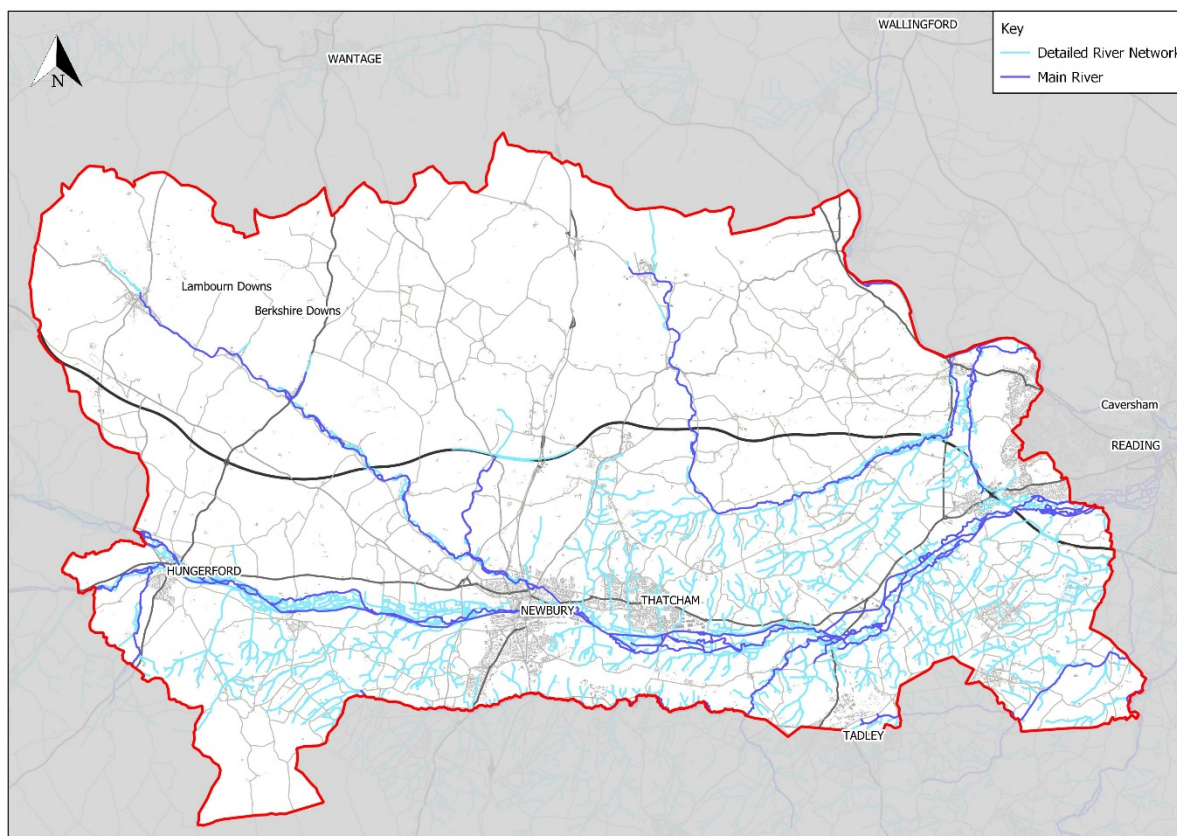 WALLINGFORD
Key
Detailed River Network
Main River
WANTAGE
N
Lambourn Downs
Berkshire Downs
Caversham
READING
HUNGERFORD
THATCHAM
NEWBURY
TADLEY